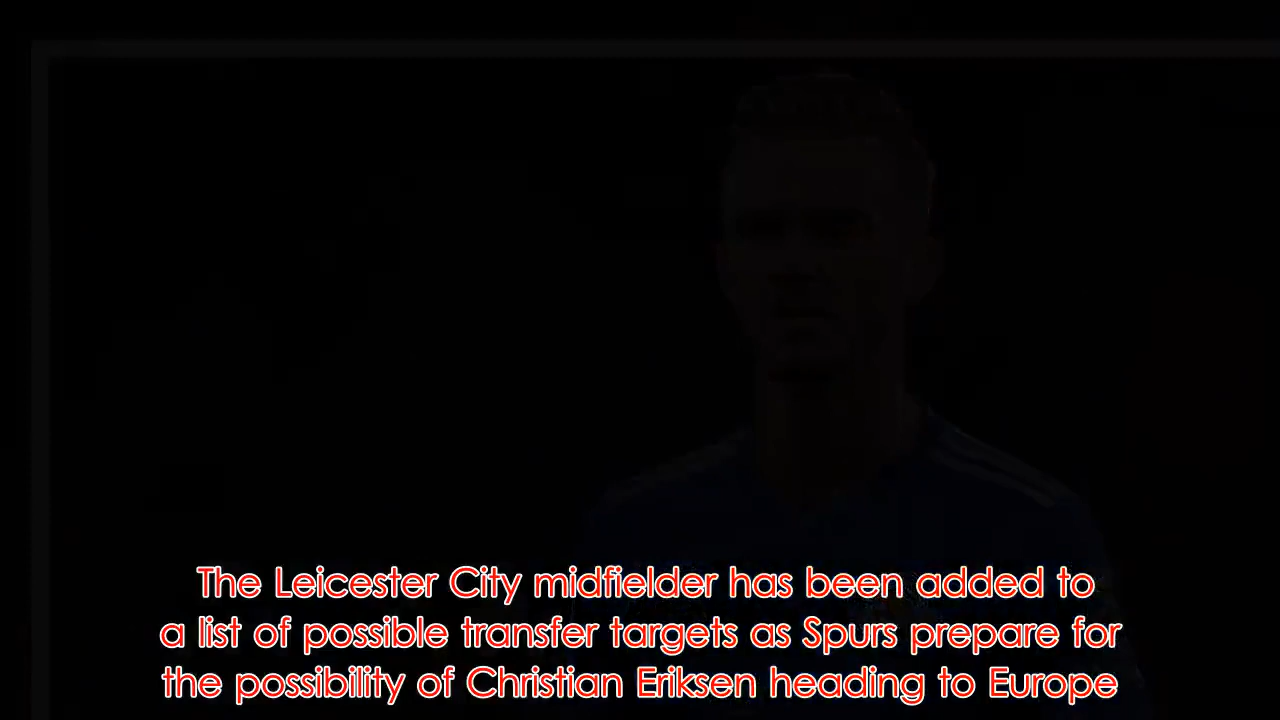 The Leicester City midfielder has been added to
a list of possible transfer targets as Spurs prepare for
the possibility of Christian Eriksen heading to Europe